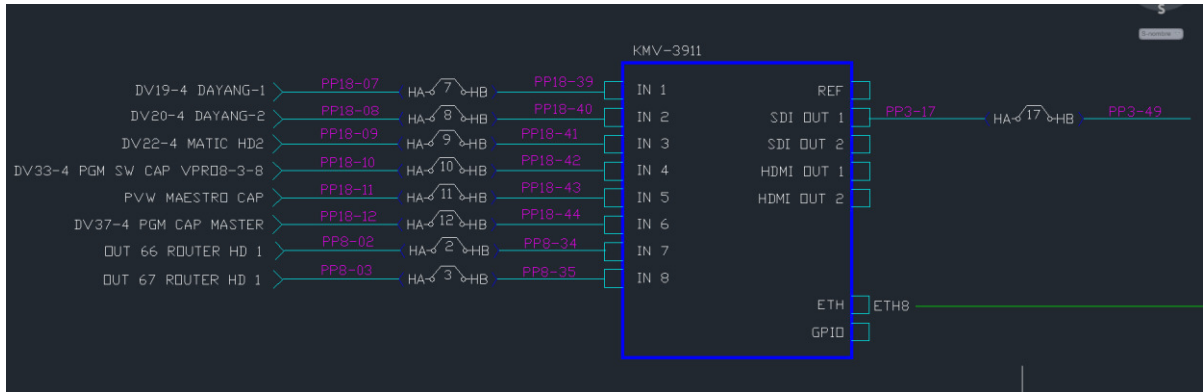 S
KMV-3911
DV19-4 DAYANG-1 PP18-07 HA 7 HB PP18-39 IN 1 REF
DV20-4 DAYANG-2 PP18-08 HA 8 HB PP18-40 IN 2 SDI OUT 1 PP3-17 HA 17 HB PP3-49
DV22-4 MATIC HD2 PP18-09 HA 9 HB PP18-41 IN 3 SDI OUT 2
DV33-4 PGM SW CAP VPRO8-3-8 PP18-10 HA 10 HB PP18-42 IN 4 HDMI OUT 1
PVW MAESTRO CAP PP18-11 HA 11 HB PP18-43 IN 5 HDMI OUT 2
DV37-4 PGM CAP MASTER PP18-12 HA 12 HB PP18-44 IN 6
OUT 66 ROUTER HD 1 PP8-02 HA 2 HB PP8-34 IN 7
OUT 67 ROUTER HD 1 PP8-03 HA 3 HB PP8-35 IN 8
ETH ETH8
GPIO